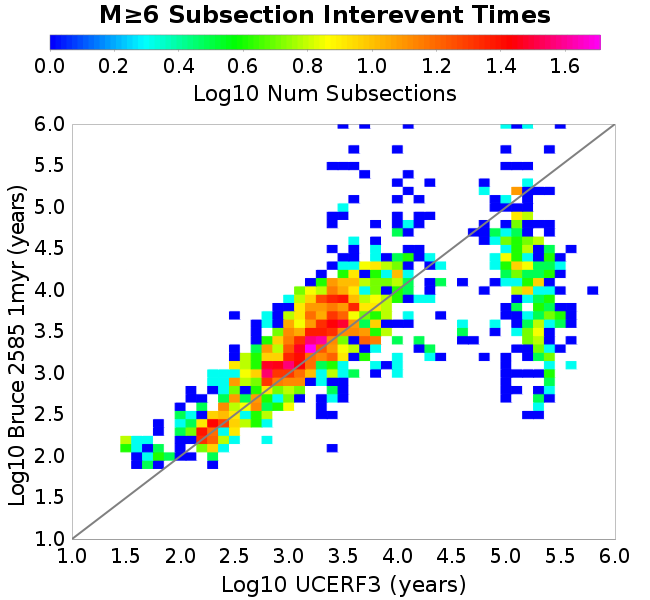 M≥6 Subsection Interevent Times
0.0 0.2 0.4 0.6 0.8 1.0 1.2 1.4 1.6
Log10 Num Subsections
6.0
5.5
5.0
4.5
4.0
3.5
3.0
2.5
2.0
1.5
1.0
Log10 Bruce 2585 1myr (years)
1.0 1.5 2.0 2.5 3.0 3.5 4.0 4.5 5.0 5.5 6.0
Log10 UCERF3 (years)